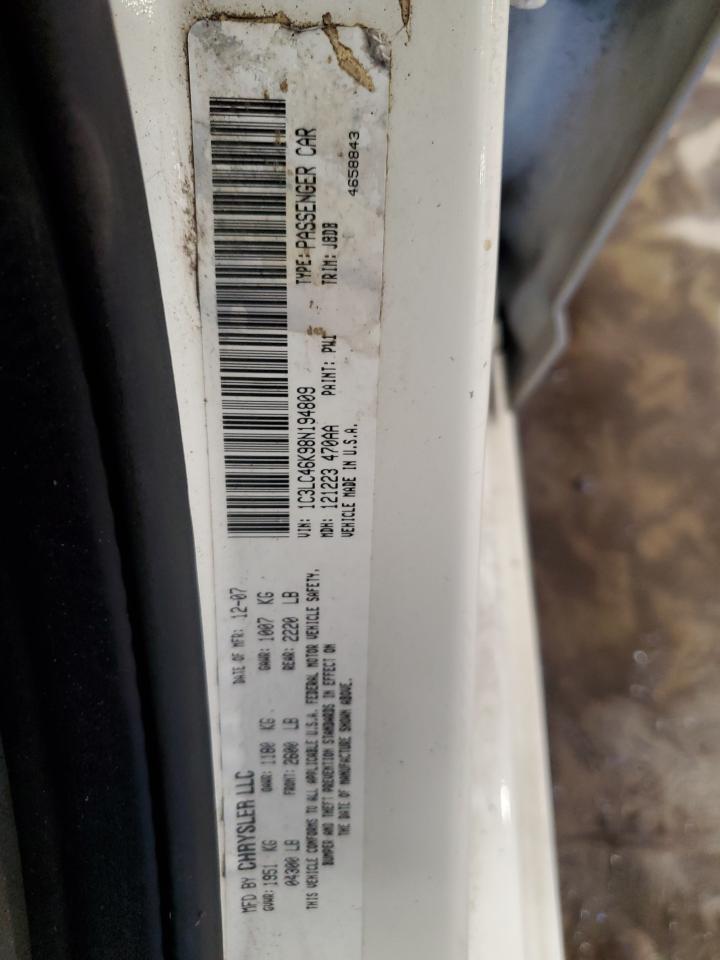 MFD BY CHRYSLER LLC DATE OF MFR: 12-07
GVWR: 1951 KG GAWR: 1180 KG GAWR: 1007 KG
04300 LB FRONT: 2600 LB REAR: 2220 LB
THIS VEHICLE CONFORMS TO ALL APPLICABLE U.S.A. FEDERAL MOTOR VEHICLE SAFETY,
BUMPER AND THEFT PREVENTION STANDARDS IN EFFECT ON
THE DATE OF MANUFACTURE SHOWN ABOVE.
VIN: 1C3LC46K98N194809 TYPE: PASSENGER CAR
MDH: 121223 470AA PAINT: PW1 TRIM: J8DB
VEHICLE MADE IN U.S.A. 4658843